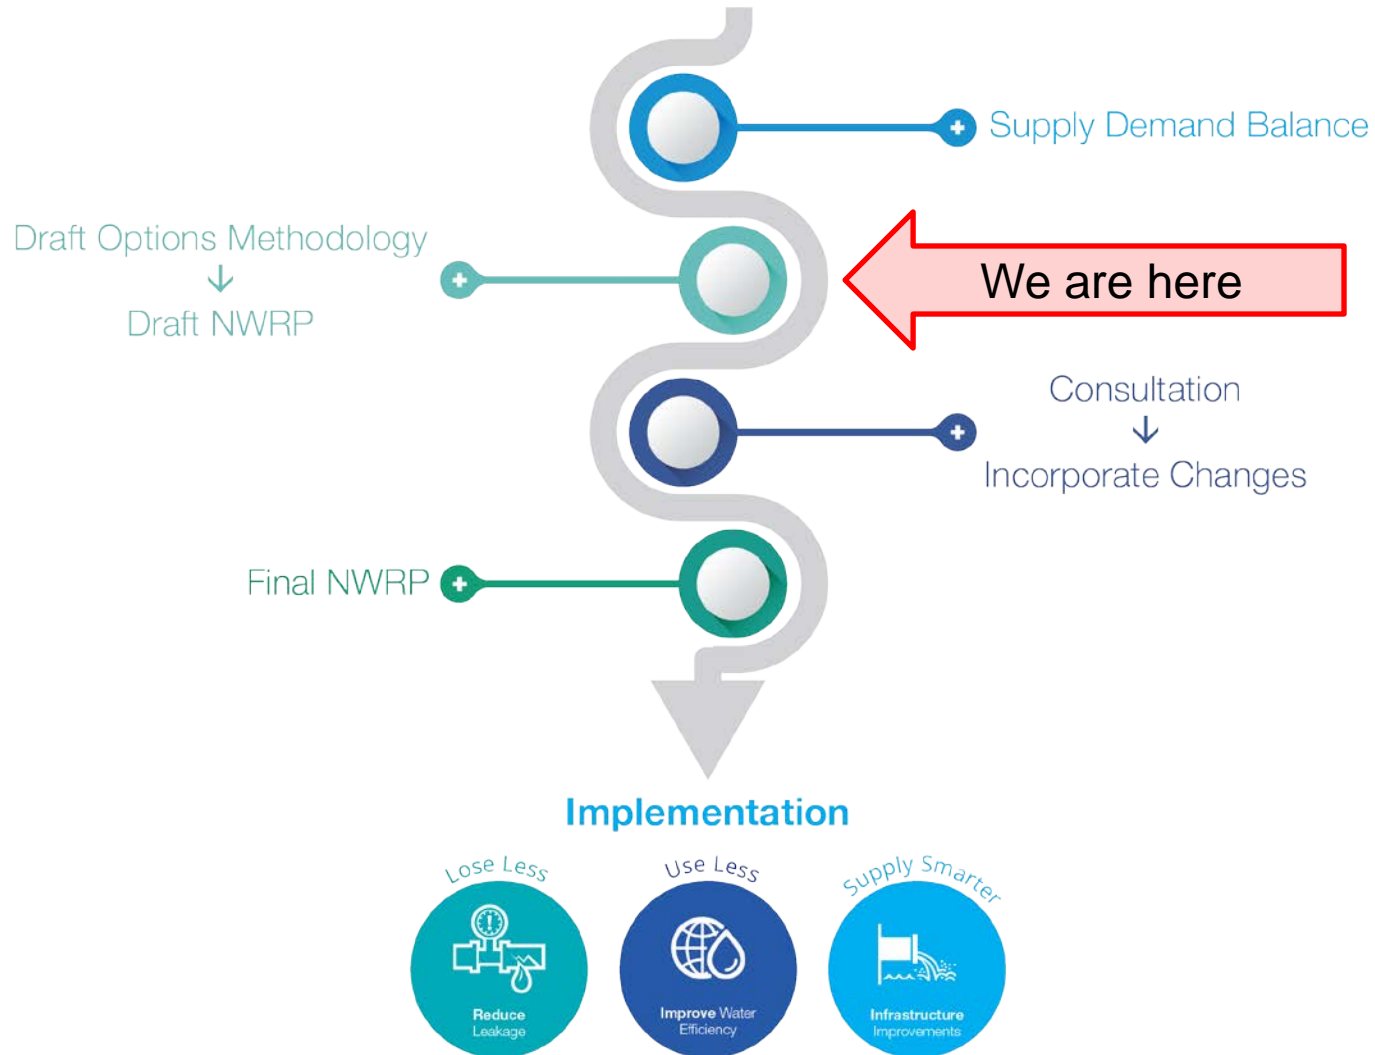 Supply Demand Balance
Draft Options Methodology
↓
Draft NWRP
We are here
Consultation
↓
Incorporate Changes
Final NWRP
Implementation
Lose Less
Reduce
Leakage
Use Less
Improve Water
Efficiency
Supply Smarter
Infrastructure
Improvements